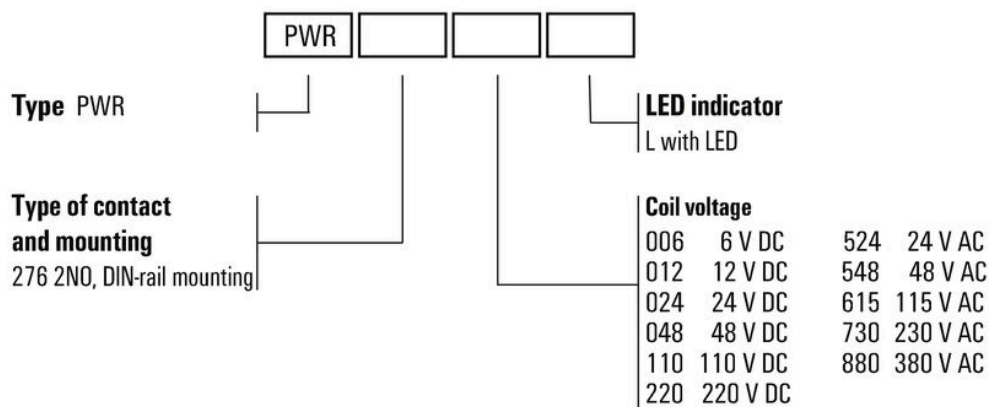 PWR
Type PWR
LED indicator
L with LED
Type of contact
and mounting
276 2NO, DIN-rail mounting
Coil voltage
006 6 V DC 524 24 V AC
012 12 V DC 548 48 V AC
024 24 V DC 615 115 V AC
048 48 V DC 730 230 V AC
110 110 V DC 880 380 V AC
220 220 V DC